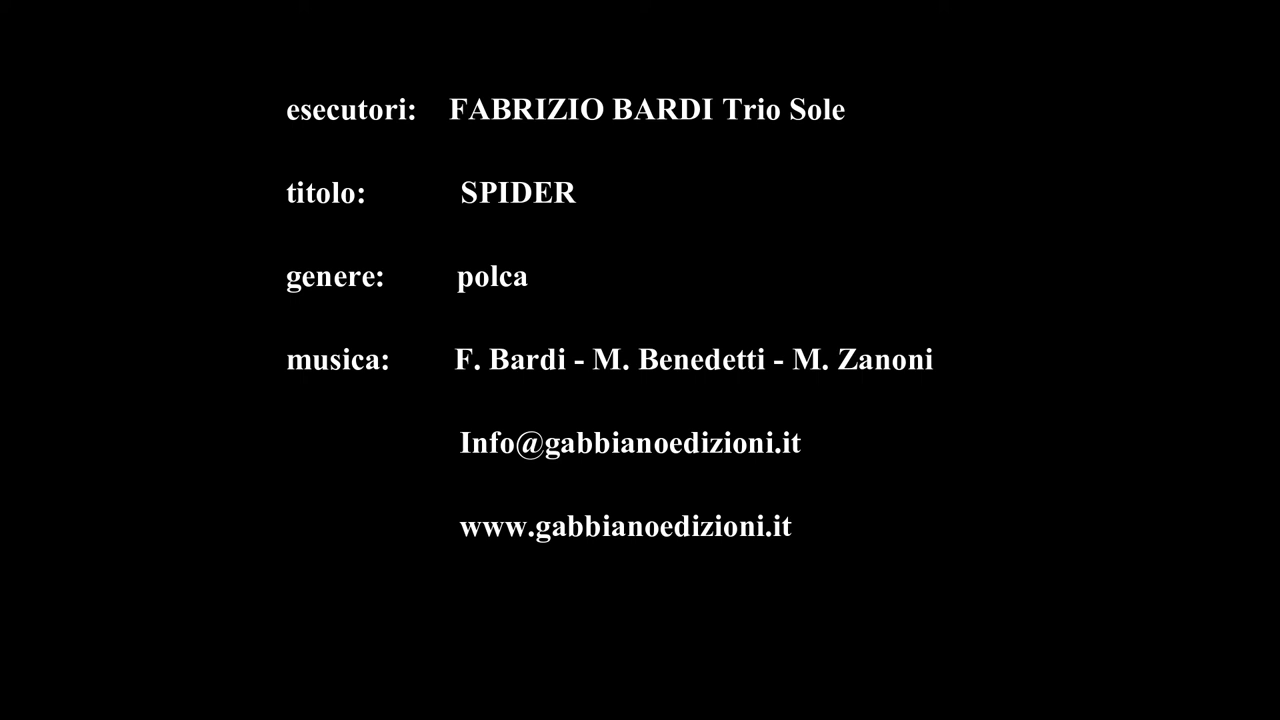 esecutori: FABRIZIO BARDI Trio Sole
titolo: SPIDER
genere: polca
musica: F. Bardi - M. Benedetti - M. Zanoni
Info@gabbianoedizioni.it
www.gabbianoedizioni.it